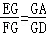 EG/FG = GA/GD